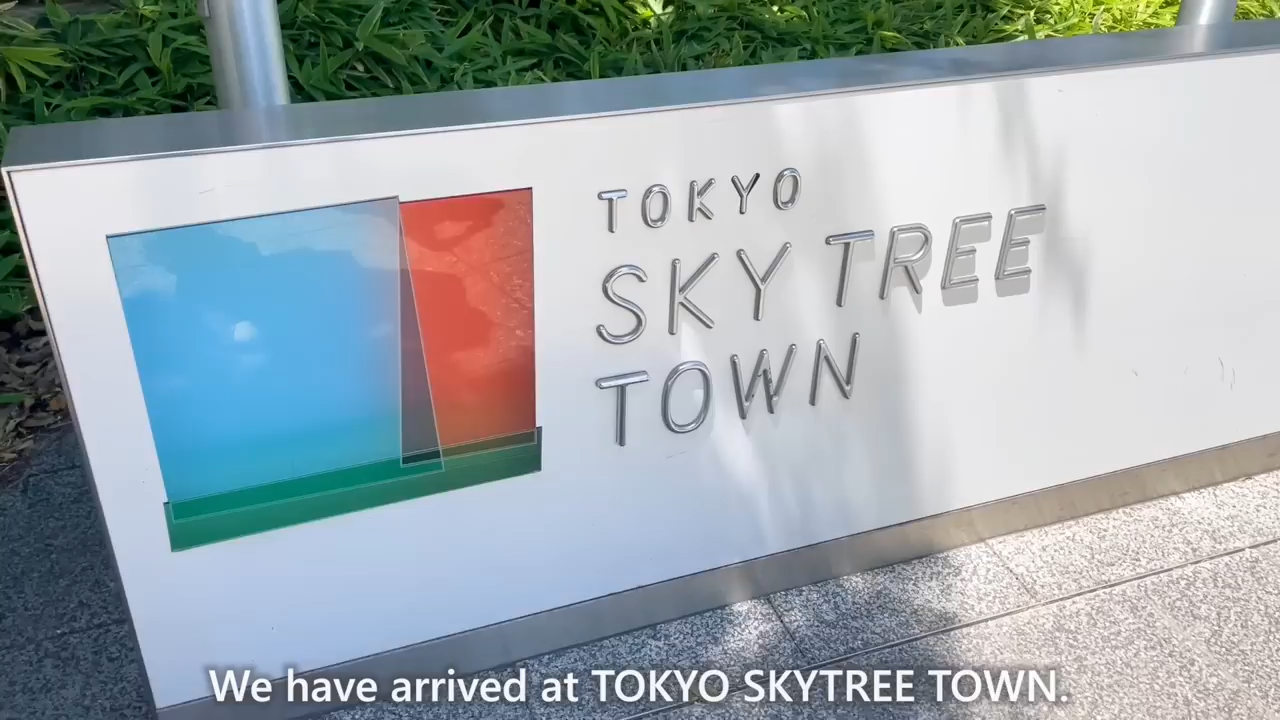 TOKYO
SKY TREE
TOWN
We have arrived at TOKYO SKYTREE TOWN.